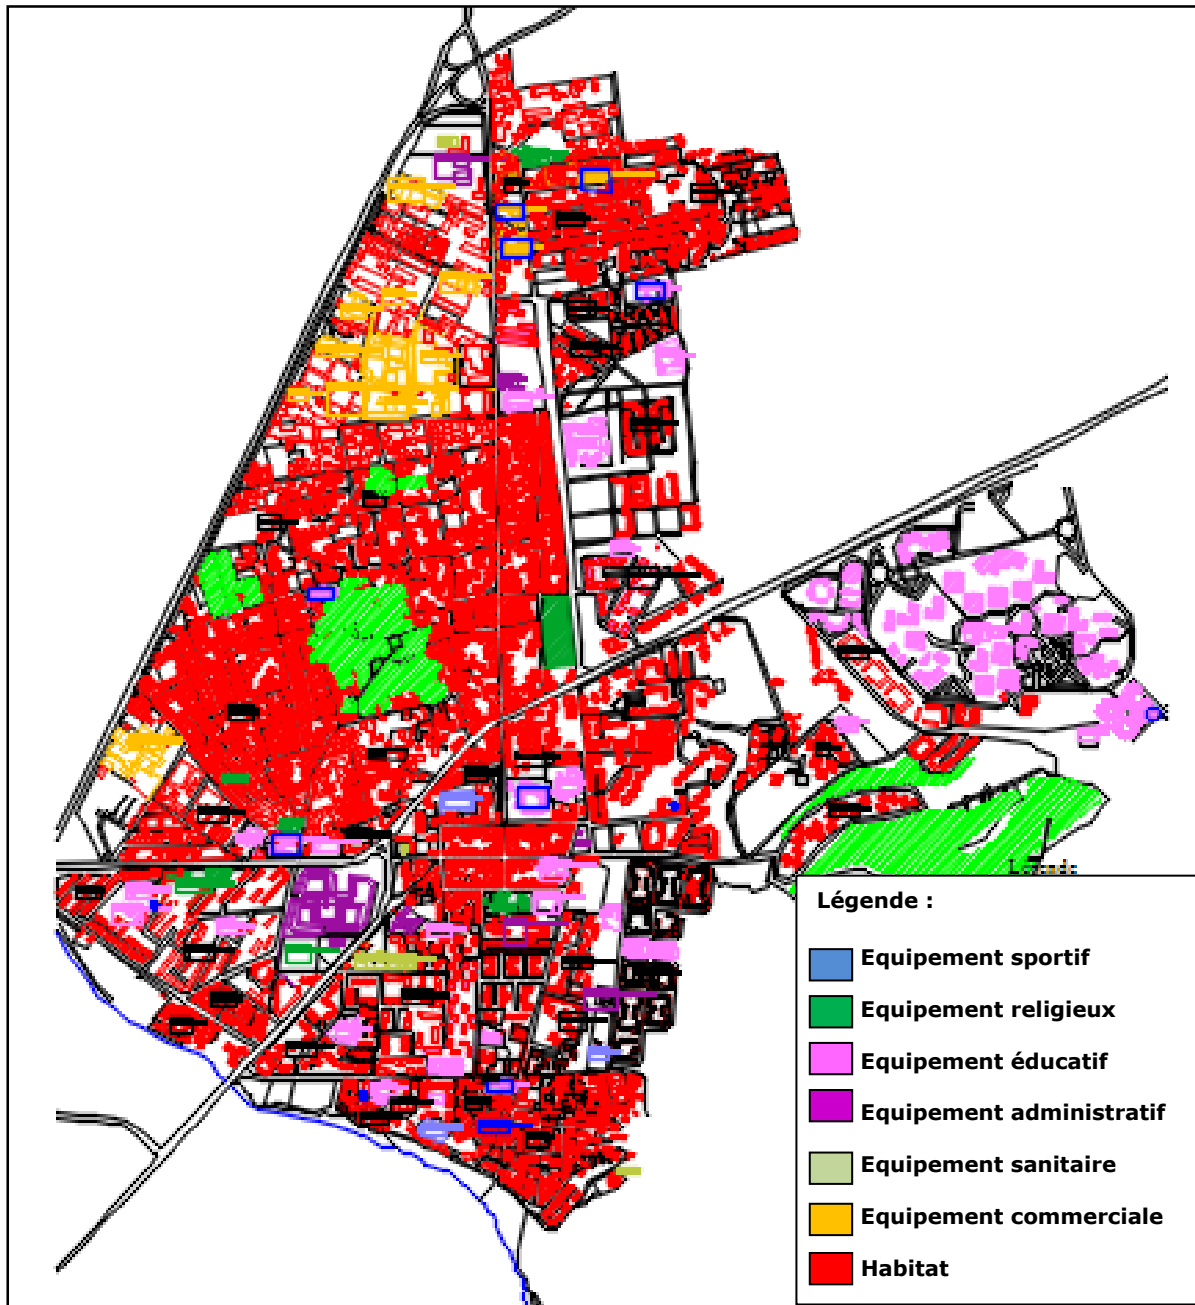 Légende :
Equipement sportif
Equipement religieux
Equipement éducatif
Equipement administratif
Equipement sanitaire
Equipement commerciale
Habitat